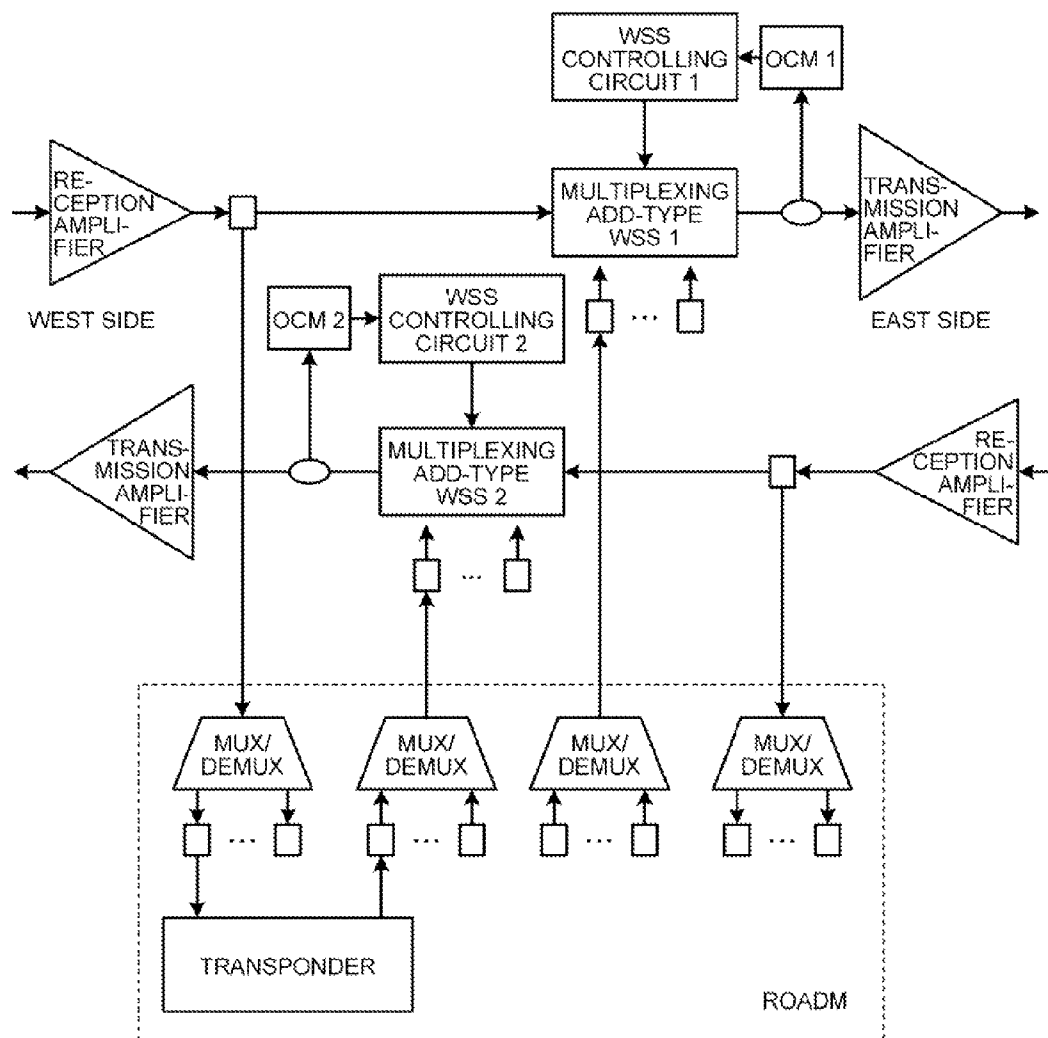 WSS
CONTROLLING
CIRCUIT 1
OCM 1
RE-
CEPTION
AMPLI-
FIER
MULTIPLEXING
ADD-TYPE
WSS 1
TRANS-
MISSION
AMPLI-
FIER
WEST SIDE
OCM 2
WSS
CONTROLLING
CIRCUIT 2
...
EAST SIDE
TRANS-
MISSION
AMPLI-
FIER
MULTIPLEXING
ADD-TYPE
WSS 2
RE-
CEPTION
AMPLI-
FIER
...
MUX/
DEMUX
MUX/
DEMUX
MUX/
DEMUX
MUX/
DEMUX
...
...
...
...
TRANSPONDER
ROADM